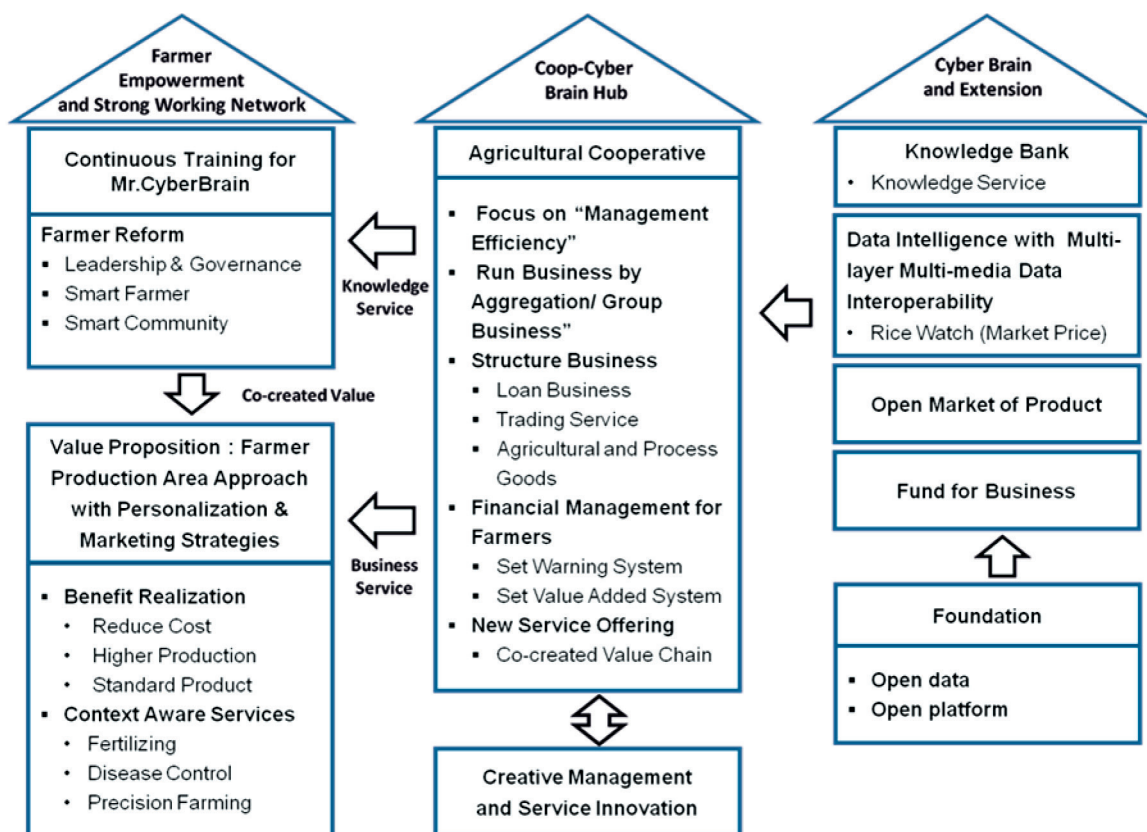 Farmer
Empowerment
and Strong Working Network
Continuous Training for
Mr.CyberBrain
Farmer Reform
▪ Leadership & Governance
▪ Smart Farmer
▪ Smart Community
Co-created Value
Value Proposition : Farmer
Production Area Approach
with Personalization &
Marketing Strategies
▪ Benefit Realization
• Reduce Cost
• Higher Production
• Standard Product
▪ Context Aware Services
• Fertilizing
• Disease Control
• Precision Farming
Knowledge
Service
Business
Service
Coop-Cyber
Brain Hub
Agricultural Cooperative
▪ Focus on “Management
Efficiency”
▪ Run Business by
Aggregation/ Group
Business”
▪ Structure Business
▪ Loan Business
▪ Trading Service
▪ Agricultural and Process
Goods
▪ Financial Management for
Farmers
▪ Set Warning System
▪ Set Value Added System
▪ New Service Offering
▪ Co-created Value Chain
Creative Management
and Service Innovation
Cyber Brain
and Extension
Knowledge Bank
• Knowledge Service
Data Intelligence with Multi-
layer Multi-media Data
Interoperability
• Rice Watch (Market Price)
Open Market of Product
Fund for Business
Foundation
▪ Open data
▪ Open platform